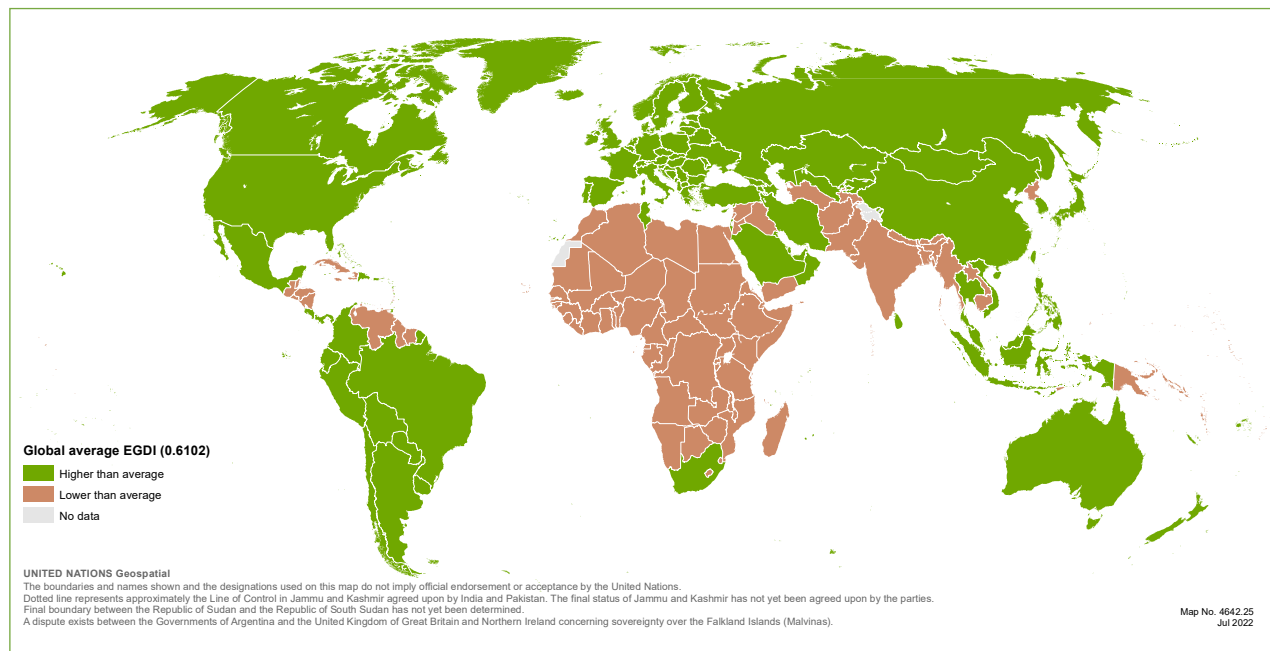 Global average EGDI (0.6102)
Higher than average
Lower than average
No data
UNITED NATIONS Geospatial
The boundaries and names shown and the designations used on this map do not imply official endorsement or acceptance by the United Nations.
Dotted line represents approximately the Line of Control in Jammu and Kashmir agreed upon by India and Pakistan. The final status of Jammu and Kashmir has not yet been agreed upon by the parties.
Final boundary between the Republic of Sudan and the Republic of South Sudan has not yet been determined.
A dispute exists between the Governments of Argentina and the United Kingdom of Great Britain and Northern Ireland concerning sovereignty over the Falkland Islands (Malvinas).
Map No. 4642.25
Jul 2022